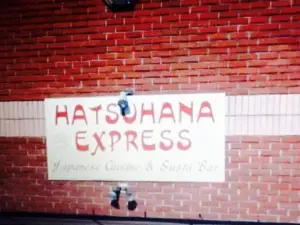 HATSUHANA
EXPRESS
Japanese Cuisine & Sushi Bar